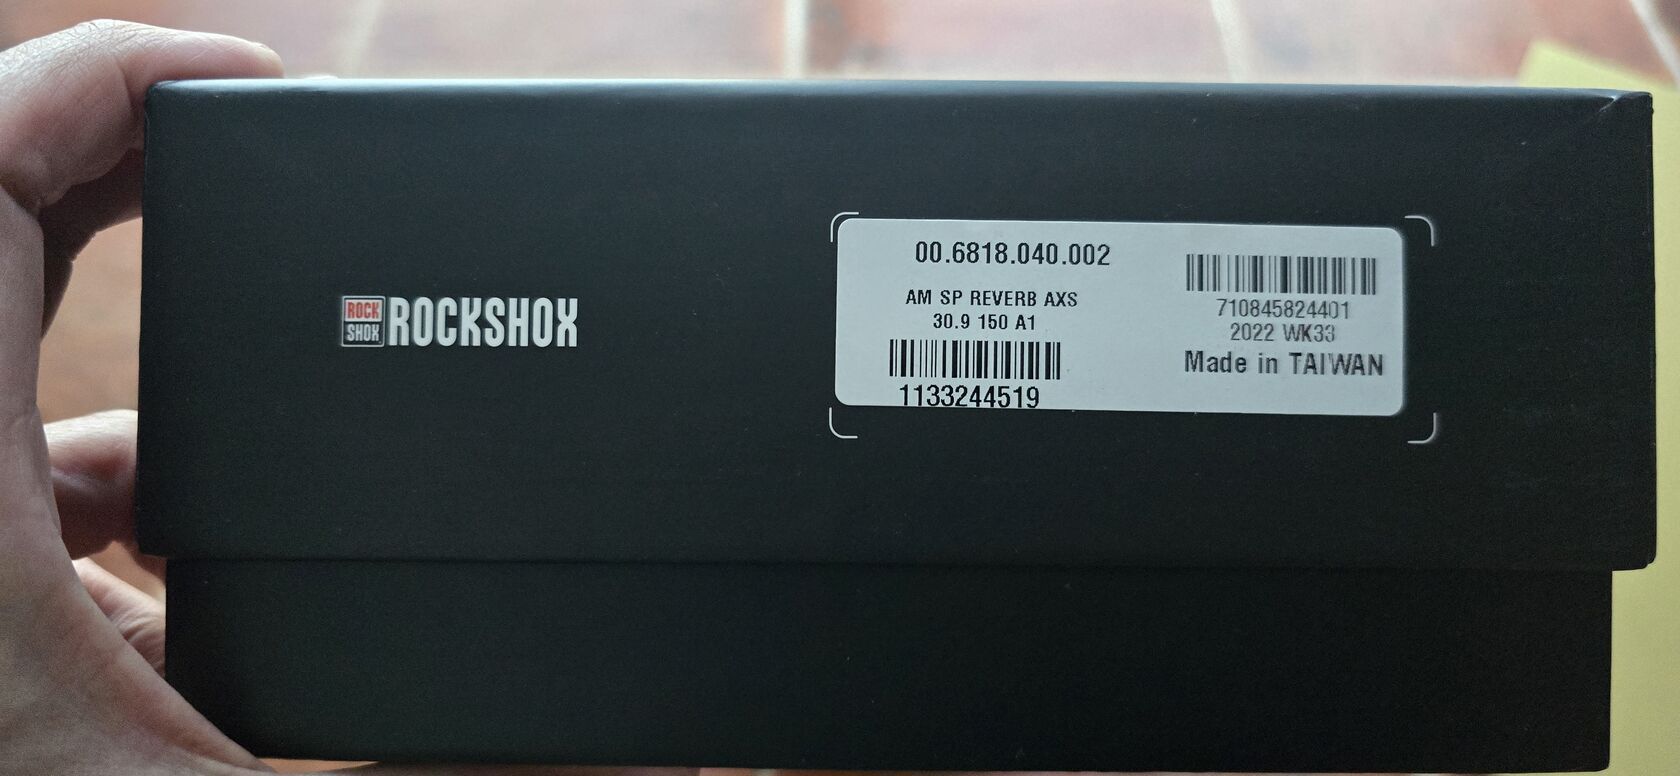 ROCK
SHOX
ROCKSHOX
00.6818.040.002
AM SP REVERB AXS
30.9 150 A1
1133244519
710845824401
2022 WK33
Made in TAIWAN